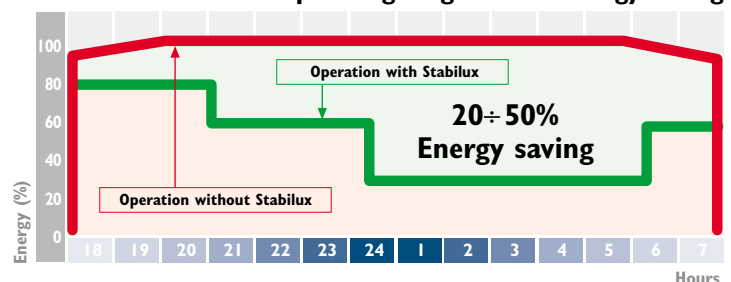 100
80
60
40
20
0
Energy (%)
Operation with Stabilux
20÷50%
Energy saving
Operation without Stabilux
18 19 20 21 22 23 24 1 2 3 4 5 6 7
Hours